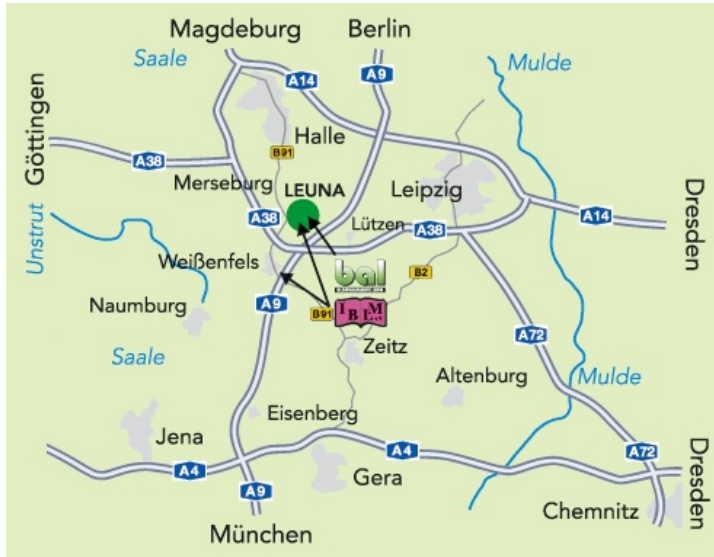 Magdeburg
Berlin
Saale
Mulde
A14
A9
Göttingen
Halle
B91
A38
Merseburg
LEUNA
Leipzig
Dresden
A38
Lützen
A38
A14
Unstrut
Weißenfels
bal
B2
A9
Naumburg
B91
IBLM
A72
Saale
Zeitz
Altenburg
Mulde
Eisenberg
Jena
A4
A4
A72
Dresden
Gera
A9
Chemnitz
München